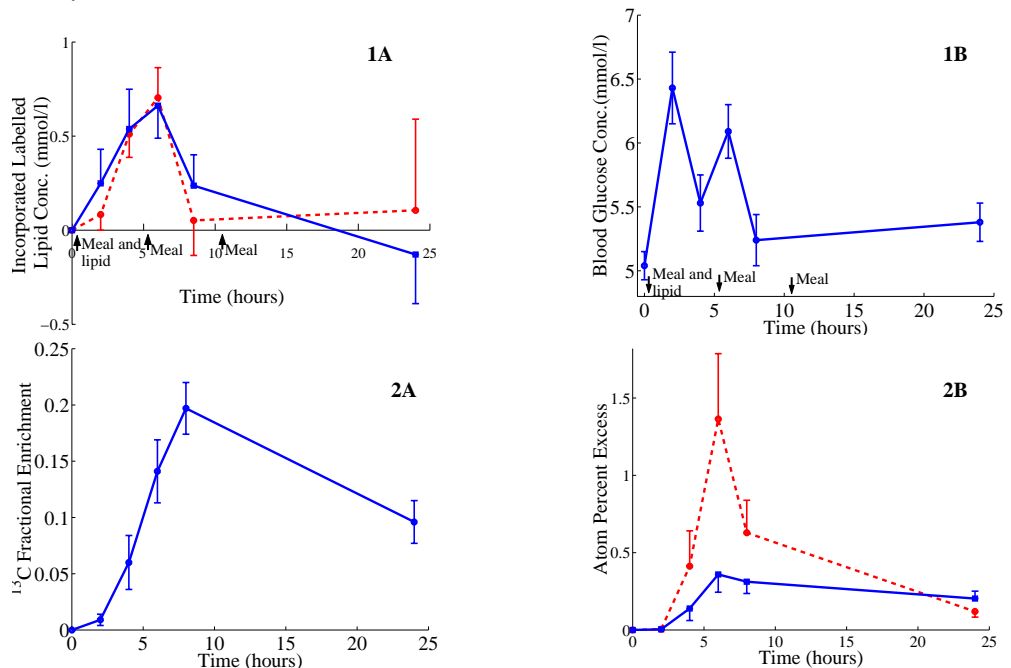 1A
Incorporated Labelled
Lipid Conc. (mmol/l)
1
0.5
0
−0.5
0
5
10
15
20
25
Meal and
lipid
Meal
Meal
Time (hours)
1B
Blood Glucose Conc.(mmol/l)
7
6.5
6
5.5
5
Meal and
lipid
Meal
Meal
0
5
10
15
20
25
Time (hours)
2A
13C Fractional Enrichment
0.25
0.2
0.15
0.1
0.05
0
0
5
10
15
20
25
Time (hours)
2B
Atom Percent Excess
1.5
1
0.5
0
0
5
10
15
20
25
Time (hours)